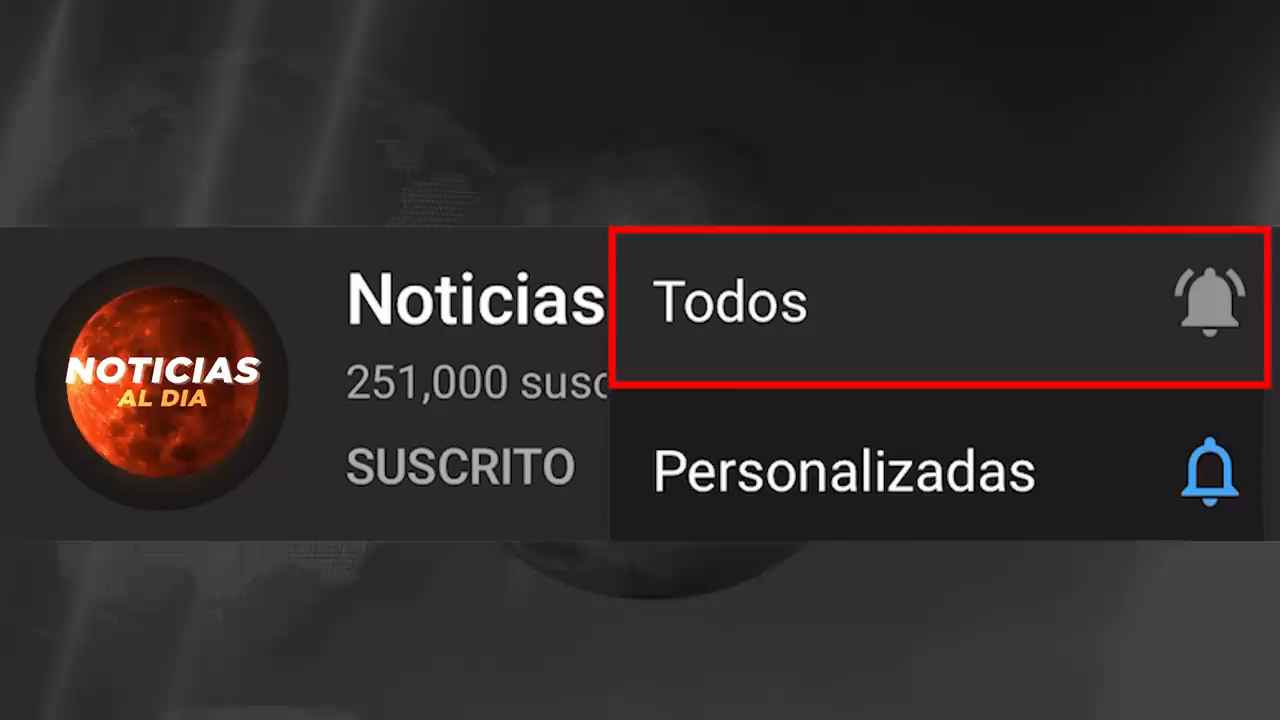 NOTICIAS
AL DIA
Noticias
251,000 susc
SUSCRITO
Todos
Personalizadas